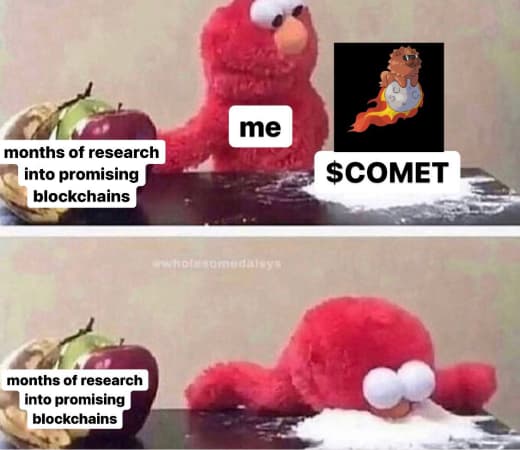 me
months of research
into promising
blockchains
$COMET
@wholesomedaisys
months of research
into promising
blockchains